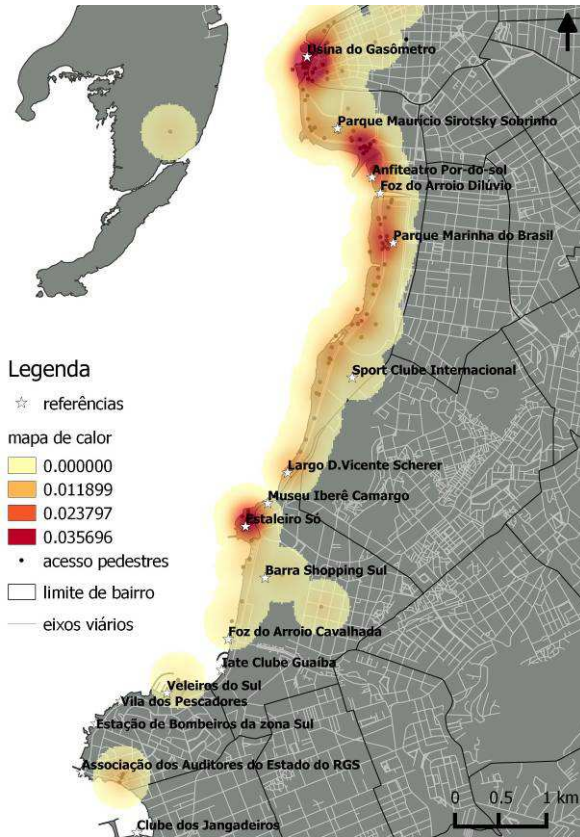 Usina do Gasômetro
Parque Maurício Sirotsky Sobrinho
Anfiteatro Por-do-sol
Foz do Arroio Dilúvio
Parque Marinha do Brasil
Legenda
referências
mapa de calor
0.000000
0.011899
0.023797
0.035696
acesso pedestres
limite de bairro
eixos viários
Sport Clube Internacional
Largo D.Vicente Scherer
Museu Iberê Camargo
Estaleiro Só
Barra Shopping Sul
Foz do Arroio Cavalhada
Iate Clube Guaíba
Veleiros do Sul
Vila dos Pescadores
Estação de Bombeiros da zona Sul
Associação dos Auditores do Estado do RGS
Clube dos Jangadeiros
0 0.5 1 km